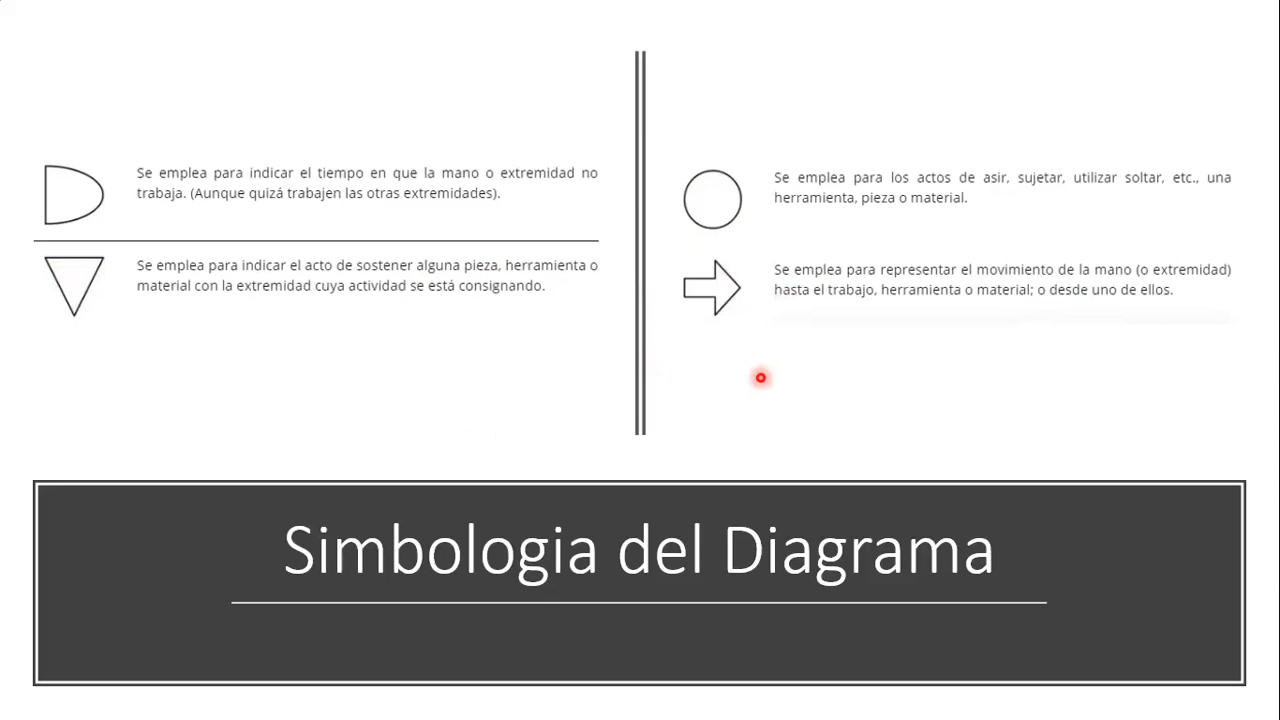 Se emplea para indicar el tiempo en que la mano o extremidad no
trabaja. (Aunque quizá trabajen las otras extremidades).
Se emplea para indicar el acto de sostener alguna pieza, herramienta o
material con la extremidad cuya actividad se está consignando.
Se emplea para los actos de asir, sujetar, utilizar soltar, etc., una
herramienta, pieza o material.
Se emplea para representar el movimiento de la mano (o extremidad)
hasta el trabajo, herramienta o material; o desde uno de ellos.
Simbologia del Diagrama